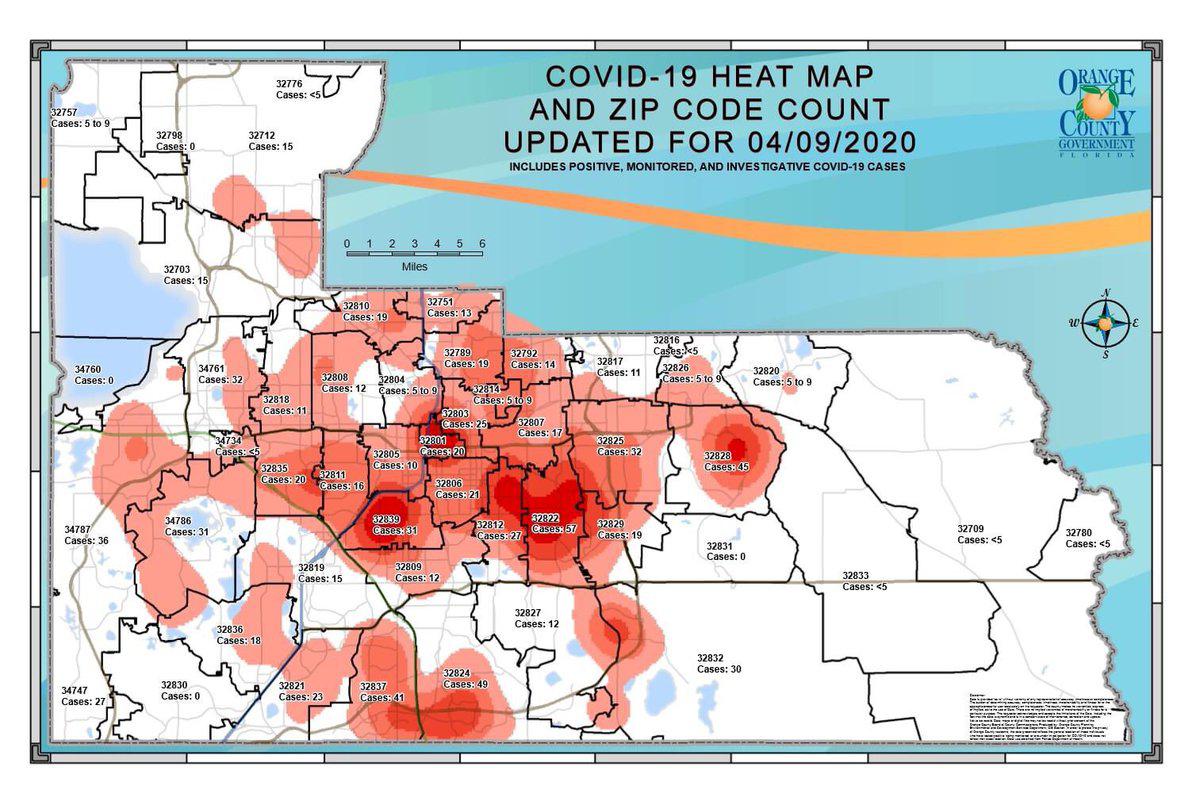 COVID-19 HEAT MAP
AND ZIP CODE COUNT
UPDATED FOR 04/09/2020
INCLUDES POSITIVE, MONITORED, AND INVESTIGATIVE COVID-19 CASES
ORANGE
COUNTY
GOVERNMENT
FLORIDA
0 1 2 3 4 5 6
Miles
N
W E
S
32776
Cases: <5
32757
Cases: 5 to 9
32798
Cases: 0
32712
Cases: 15
32703
Cases: 15
32810
Cases: 19
32751
Cases: 13
34760
Cases: 0
34761
Cases: 32
32818
Cases: 11
32808
Cases: 12
32804
Cases: 5 to 9
32789
Cases: 19
32792
Cases: 14
32814
Cases: 5 to 9
32817
Cases: 11
32816
Cases: <5
32826
Cases: 5 to 9
32820
Cases: 5 to 9
32803
Cases: 25
32807
Cases: 17
32801
Cases: 20
34734
Cases: <5
32835
Cases: 20
32811
Cases: 16
32805
Cases: 10
32806
Cases: 21
32825
Cases: 32
32828
Cases: 45
34787
Cases: 36
34786
Cases: 31
32839
Cases: 31
32812
Cases: 27
32822
Cases: 57
32829
Cases: 19
32831
Cases: 0
32709
Cases: <5
32780
Cases: <5
32819
Cases: 15
32809
Cases: 12
32833
Cases: <5
32836
Cases: 18
32827
Cases: 12
32832
Cases: 30
34747
Cases: 27
32830
Cases: 0
32821
Cases: 23
32837
Cases: 41
32824
Cases: 49